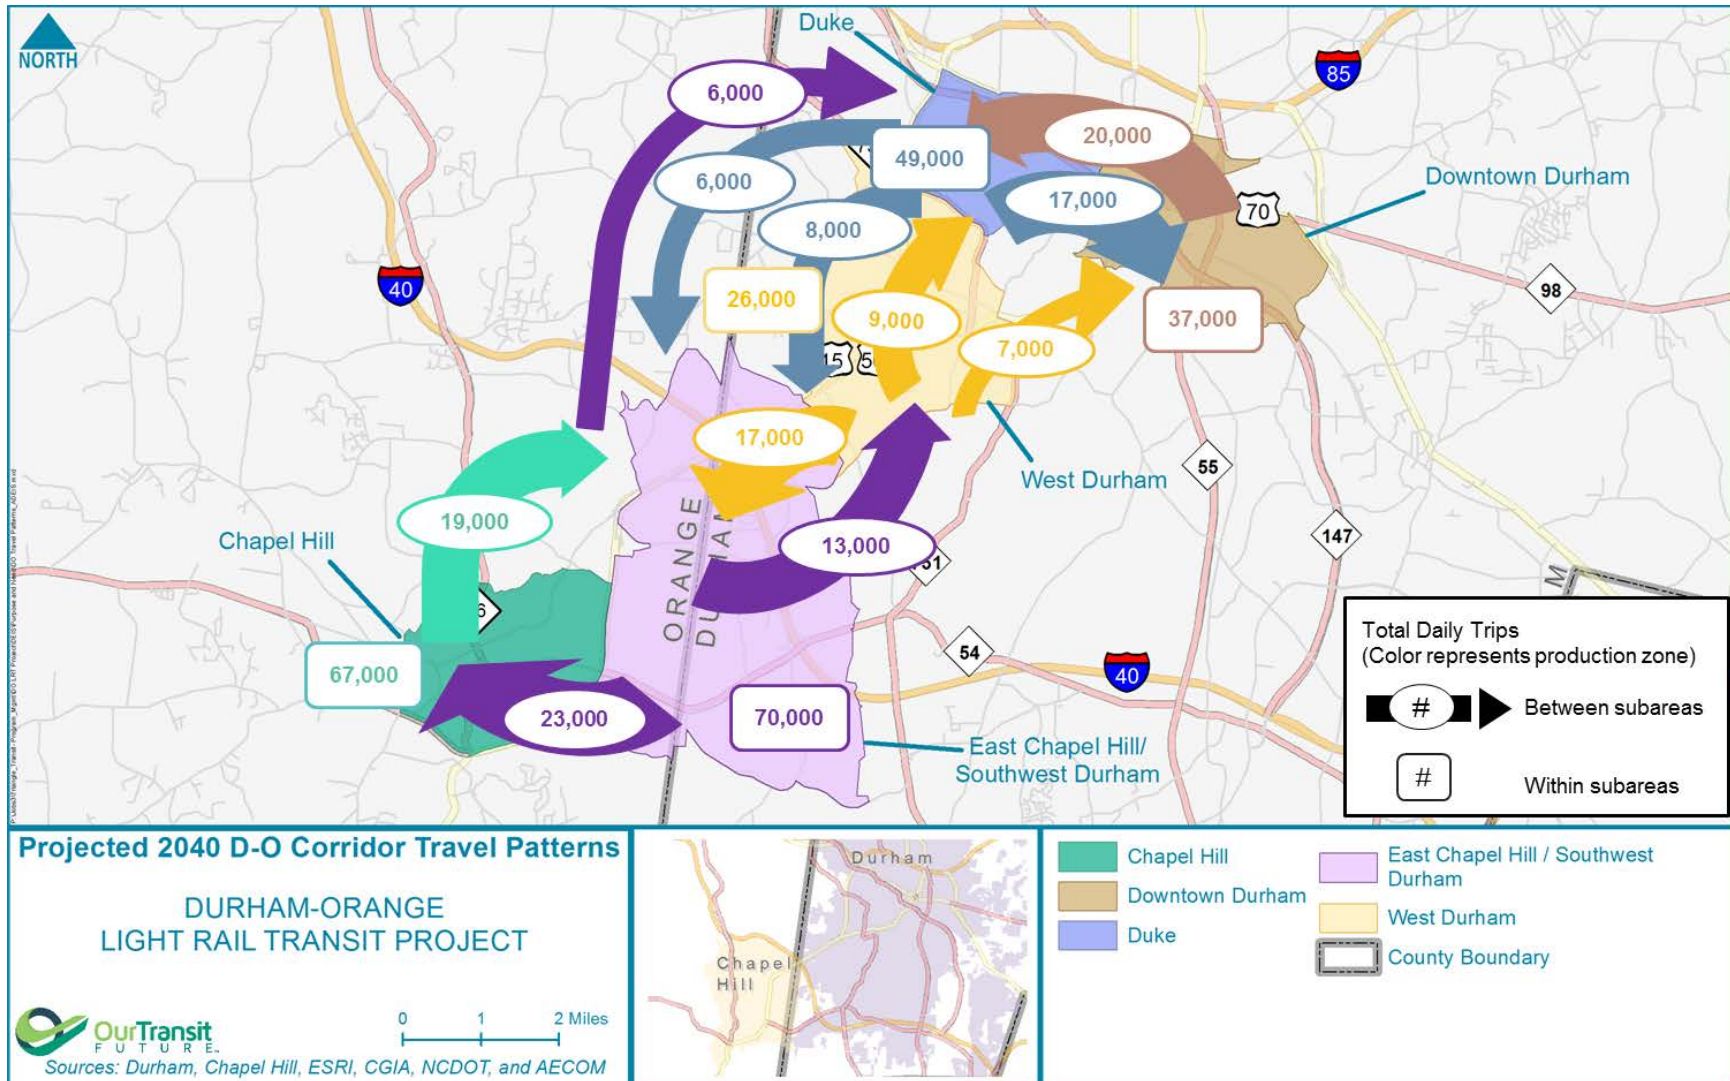 NORTH
Duke
85
6,000
20,000
49,000
6,000
Downtown Durham
17,000
70
8,000
40
98
26,000
9,000
37,000
7,000
15
17,000
55
West Durham
19,000
147
Chapel Hill
13,000
ORANGE
DURHAM
54
67,000
40
23,000
70,000
East Chapel Hill/
Southwest Durham
Total Daily Trips
(Color represents production zone)
#
Between subareas
#
Within subareas
M
Projected 2040 D-O Corridor Travel Patterns
DURHAM-ORANGE
LIGHT RAIL TRANSIT PROJECT
OurTransit
FUTURE
0 1 2 Miles
Sources: Durham, Chapel Hill, ESRI, CGIA, NCDOT, and AECOM
Durham
Chapel
Hill
Chapel Hill
Downtown Durham
Duke
East Chapel Hill / Southwest
Durham
West Durham
County Boundary